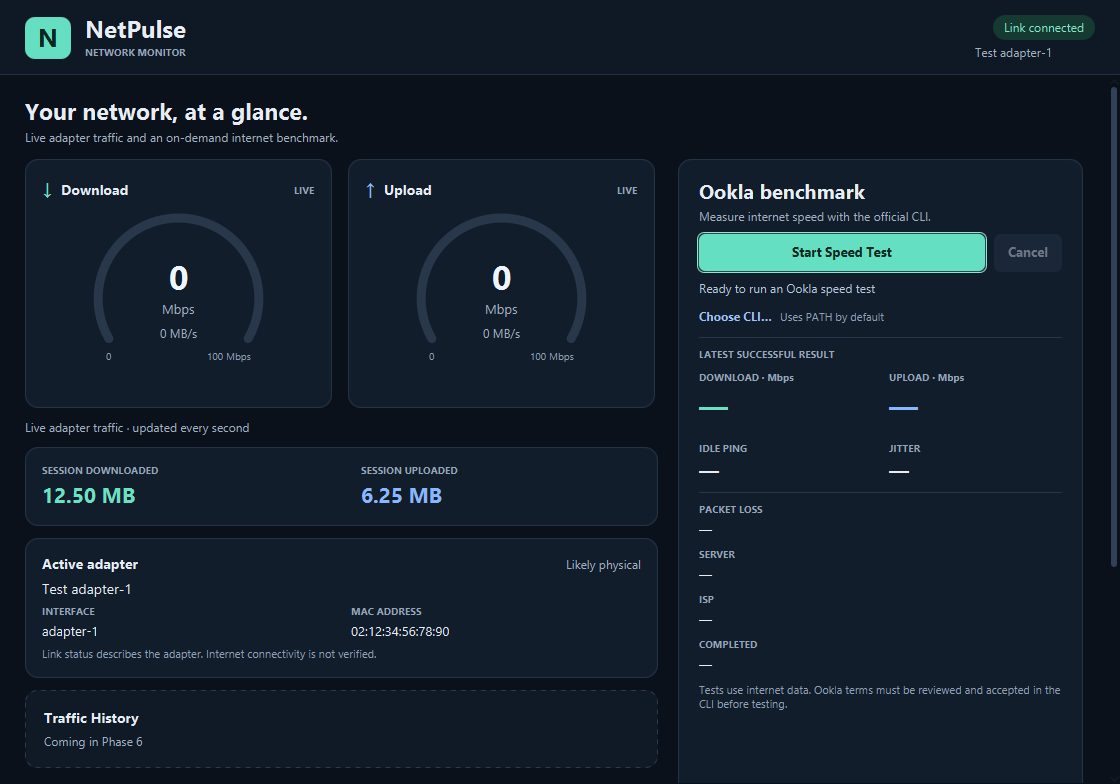 N
NetPulse
NETWORK MONITOR
Link connected
Test adapter-1
Your network, at a glance.
Live adapter traffic and an on-demand internet benchmark.
↓ Download
LIVE
0
Mbps
0 MB/s
0
100 Mbps
↑ Upload
LIVE
0
Mbps
0 MB/s
0
100 Mbps
Live adapter traffic · updated every second
SESSION DOWNLOADED
12.50 MB
SESSION UPLOADED
6.25 MB
Active adapter
Likely physical
Test adapter-1
INTERFACE
adapter-1
MAC ADDRESS
02:12:34:56:78:90
Link status describes the adapter. Internet connectivity is not verified.
Traffic History
Coming in Phase 6
Ookla benchmark
Measure internet speed with the official CLI.
Start Speed Test
Cancel
Ready to run an Ookla speed test
Choose CLI... Uses PATH by default
LATEST SUCCESSFUL RESULT
DOWNLOAD · Mbps
—
UPLOAD · Mbps
—
IDLE PING
—
JITTER
—
PACKET LOSS
—
SERVER
—
ISP
—
COMPLETED
—
Tests use internet data. Ookla terms must be reviewed and accepted in the
CLI before testing.